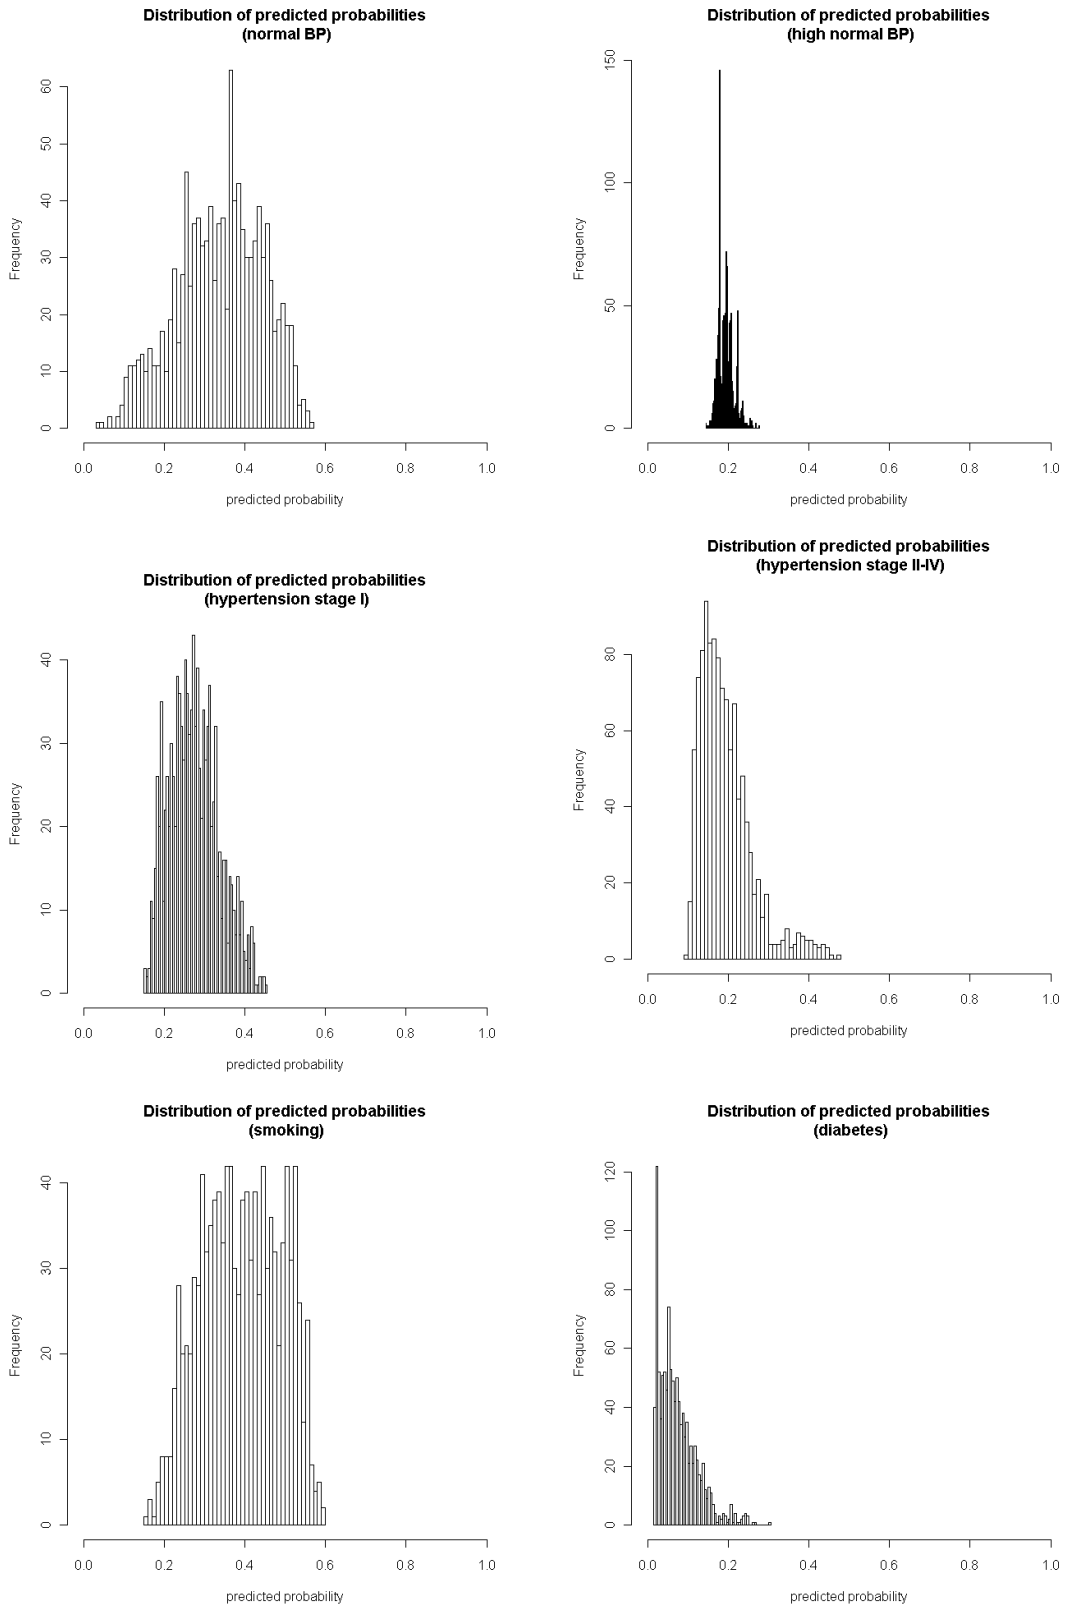 Distribution of predicted probabilities
(normal BP)
60
50
40
30
20
10
0
Frequency
0.0 0.2 0.4 0.6 0.8 1.0
predicted probability
Distribution of predicted probabilities
(high normal BP)
150
100
50
0
Frequency
0.0 0.2 0.4 0.6 0.8 1.0
predicted probability
Distribution of predicted probabilities
(hypertension stage I)
40
30
20
10
0
Frequency
0.0 0.2 0.4 0.6 0.8 1.0
predicted probability
Distribution of predicted probabilities
(hypertension stage II-IV)
80
60
40
20
0
Frequency
0.0 0.2 0.4 0.6 0.8 1.0
predicted probability
Distribution of predicted probabilities
(smoking)
40
30
20
10
0
Frequency
0.0 0.2 0.4 0.6 0.8 1.0
predicted probability
Distribution of predicted probabilities
(diabetes)
120
100
80
60
40
20
0
Frequency
0.0 0.2 0.4 0.6 0.8 1.0
predicted probability